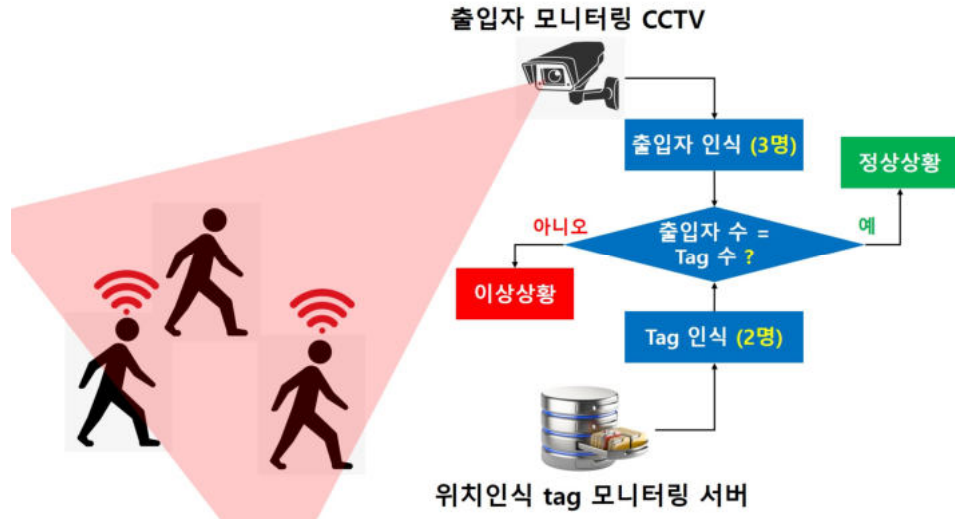 출입자 모니터링 CCTV
출입자 인식 (3명)
정상상황
아니오
출입자 수 =
Tag 수 ?
예
이상상황
Tag 인식 (2명)
위치인식 tag 모니터링 서버